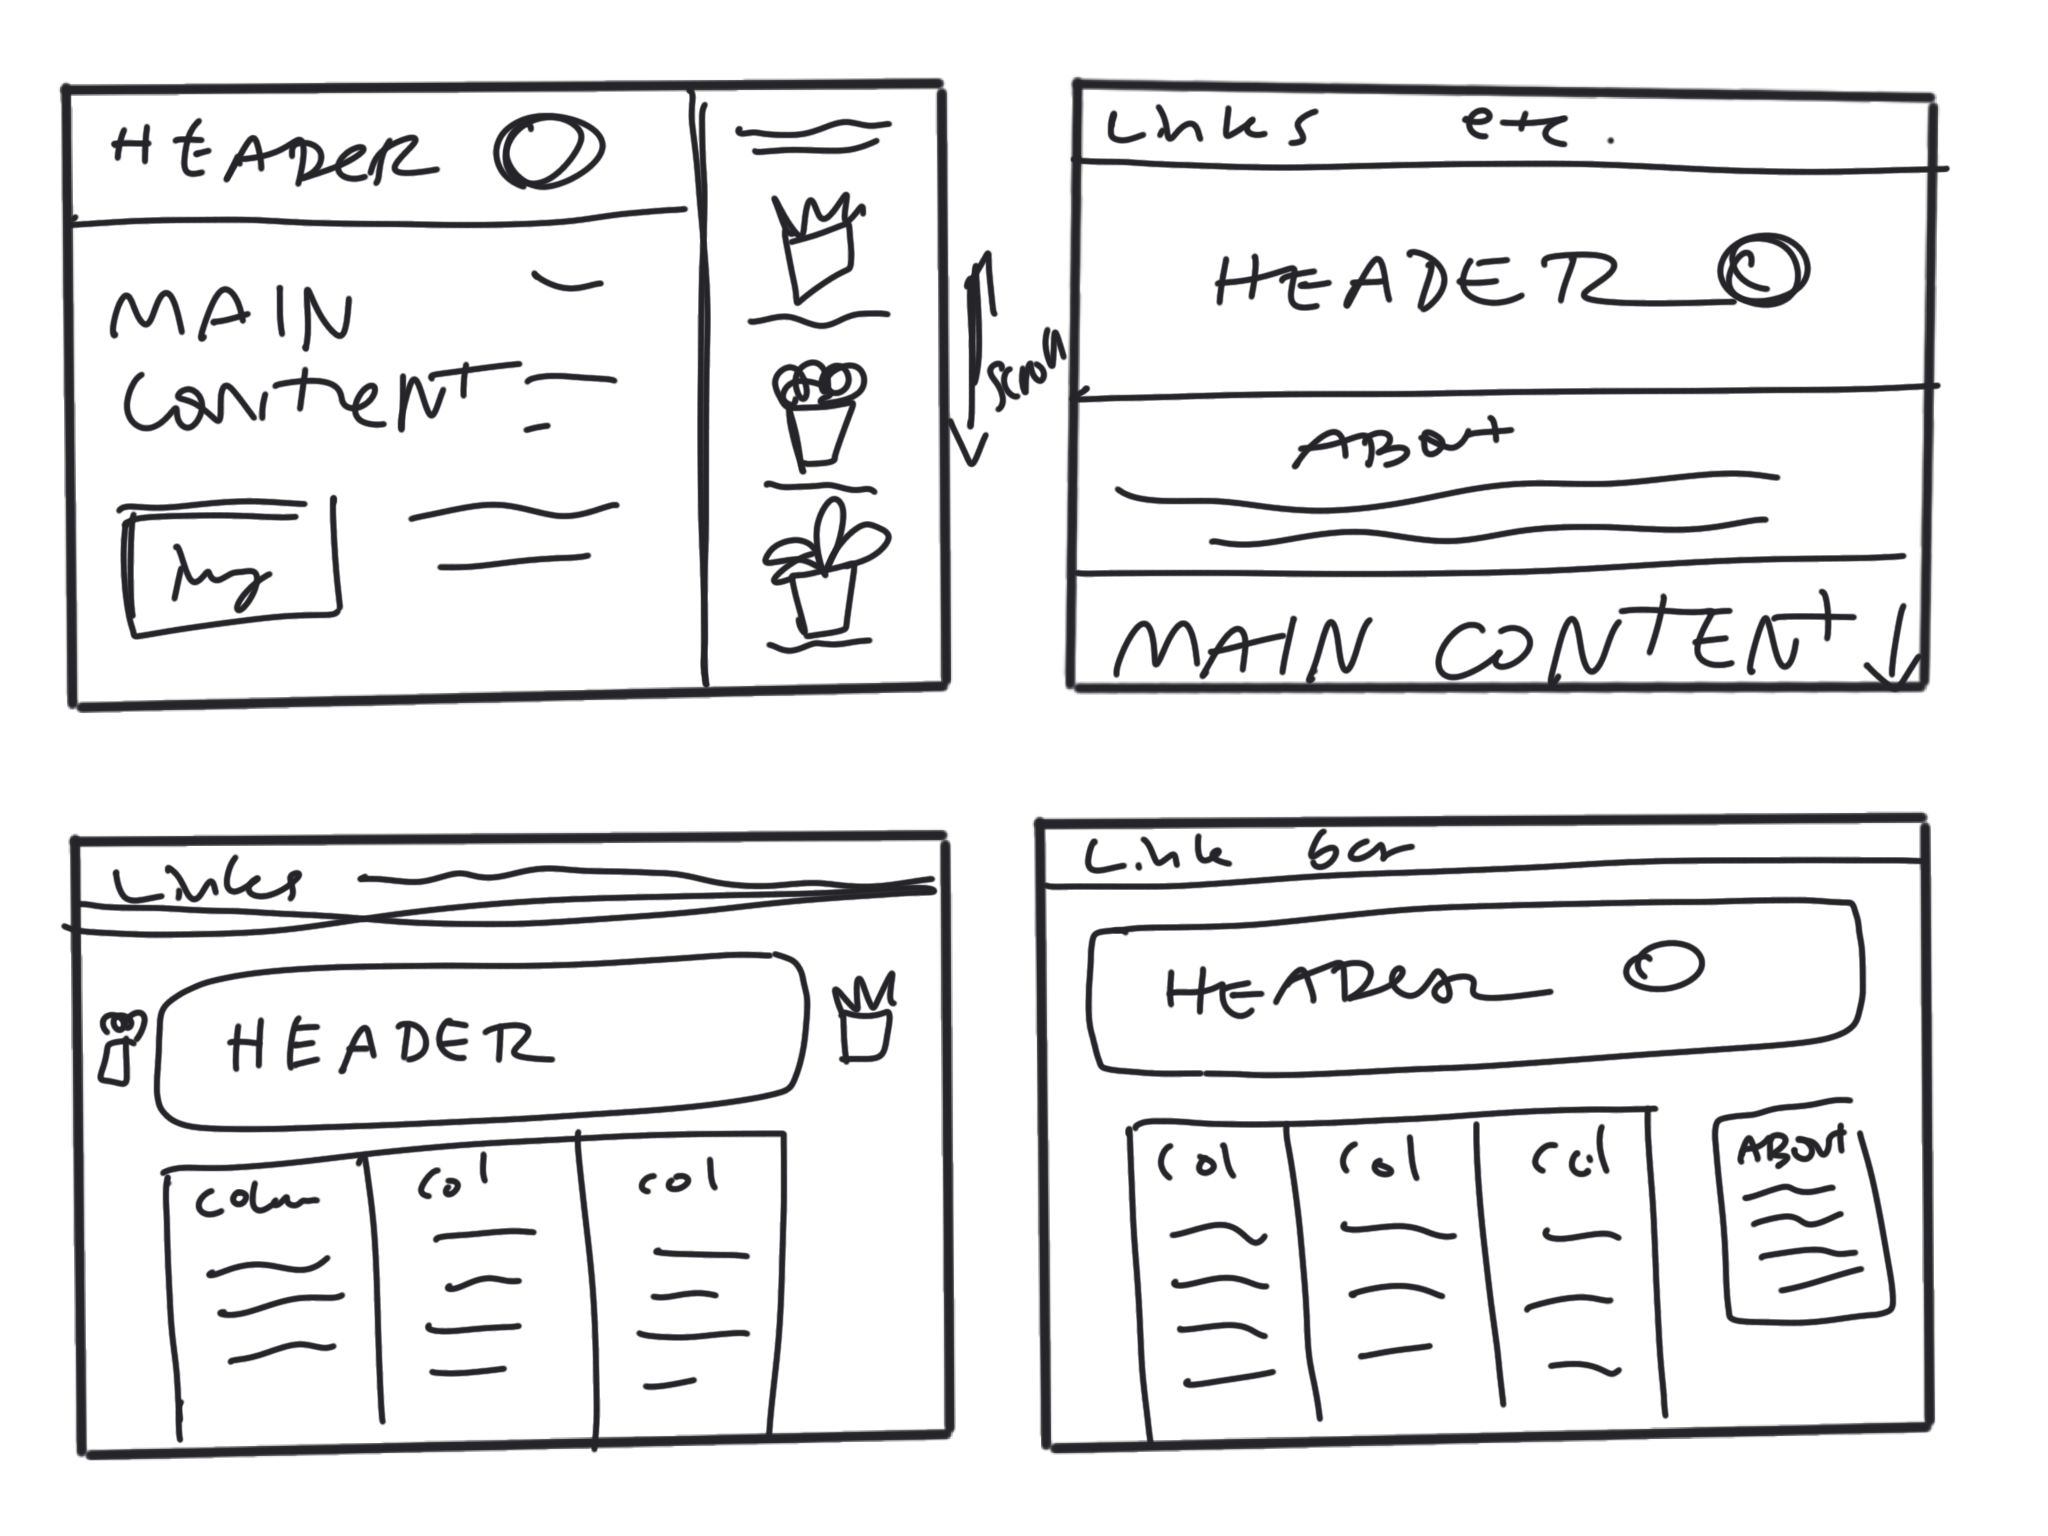 HEADER
MAIN
Content
Img
scroll
Links etc.
HEADER
ABout
MAIN CONTENT
Links
HEADER
Column
Col
Col
Link bar
HEADER
Col
Col
Col
ABOUT